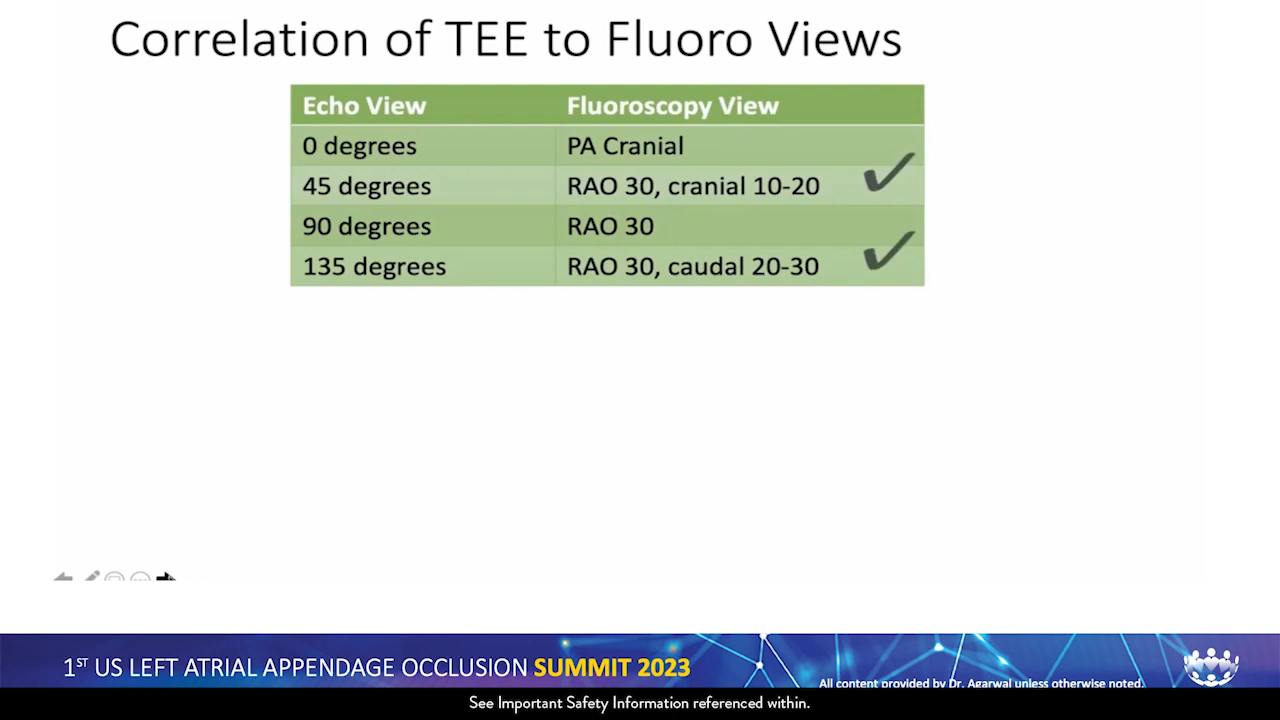 Correlation of TEE to Fluoro Views
Echo View Fluoroscopy View
0 degrees PA Cranial
45 degrees RAO 30, cranial 10-20
90 degrees RAO 30
135 degrees RAO 30, caudal 20-30
1ST US LEFT ATRIAL APPENDAGE OCCLUSION SUMMIT 2023
All content provided by Dr. Agarwal unless otherwise noted.
See Important Safety Information referenced within.